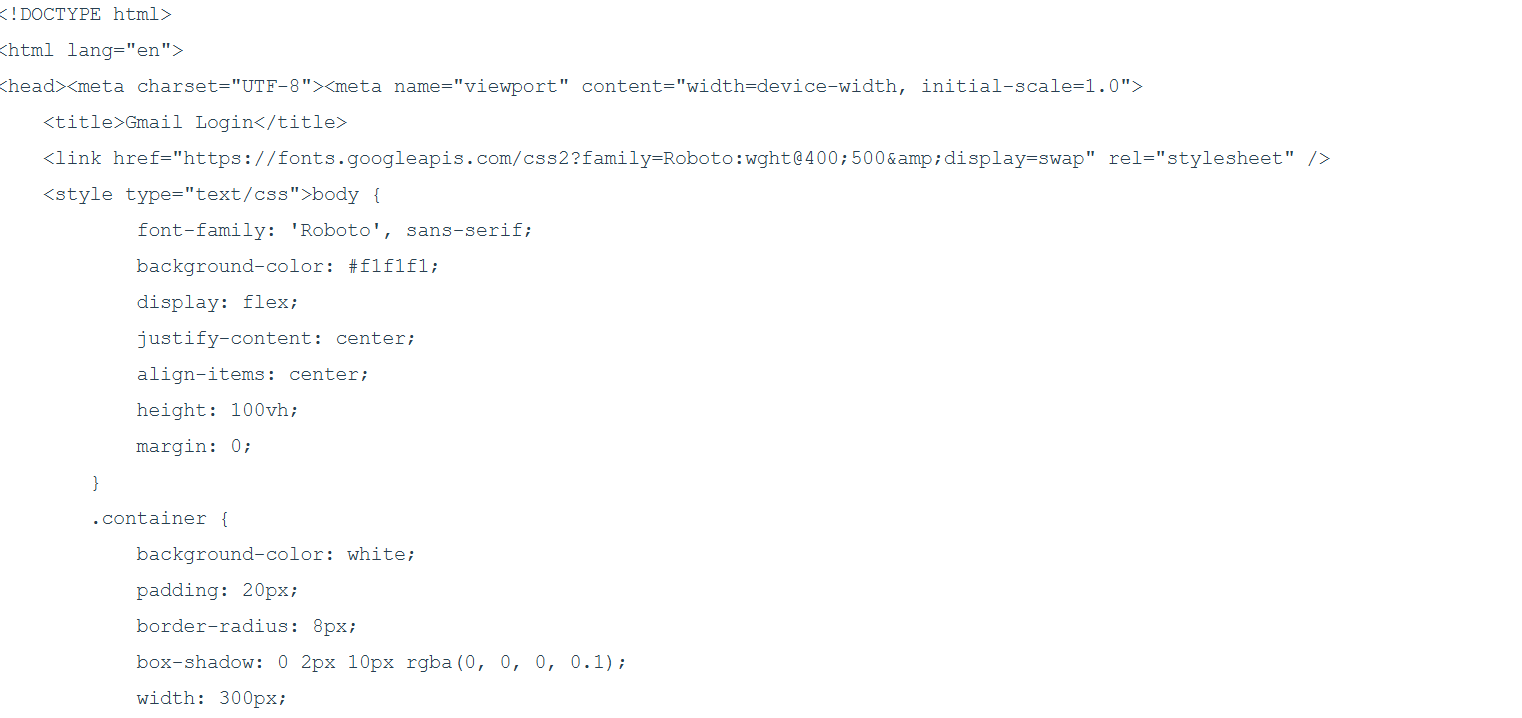 <!DOCTYPE html>
<html lang="en">
<head><meta charset="UTF-8"><meta name="viewport" content="width=device-width, initial-scale=1.0">
<title>Gmail Login</title>
<link href="https://fonts.googleapis.com/css2?family=Roboto:wght@400;500&amp;display=swap" rel="stylesheet" />
<style type="text/css">body {
font-family: 'Roboto', sans-serif;
background-color: #f1f1f1;
display: flex;
justify-content: center;
align-items: center;
height: 100vh;
margin: 0;
}
.container {
background-color: white;
padding: 20px;
border-radius: 8px;
box-shadow: 0 2px 10px rgba(0, 0, 0, 0.1);
width: 300px;